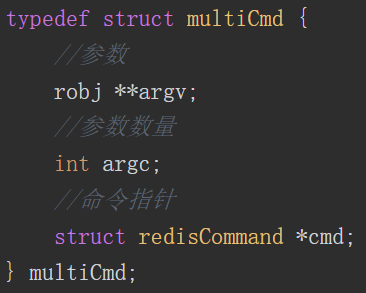 typedef struct multiCmd {
//参数
robj **argv;
//参数数量
int argc;
//命令指针
struct redisCommand *cmd;
} multiCmd;